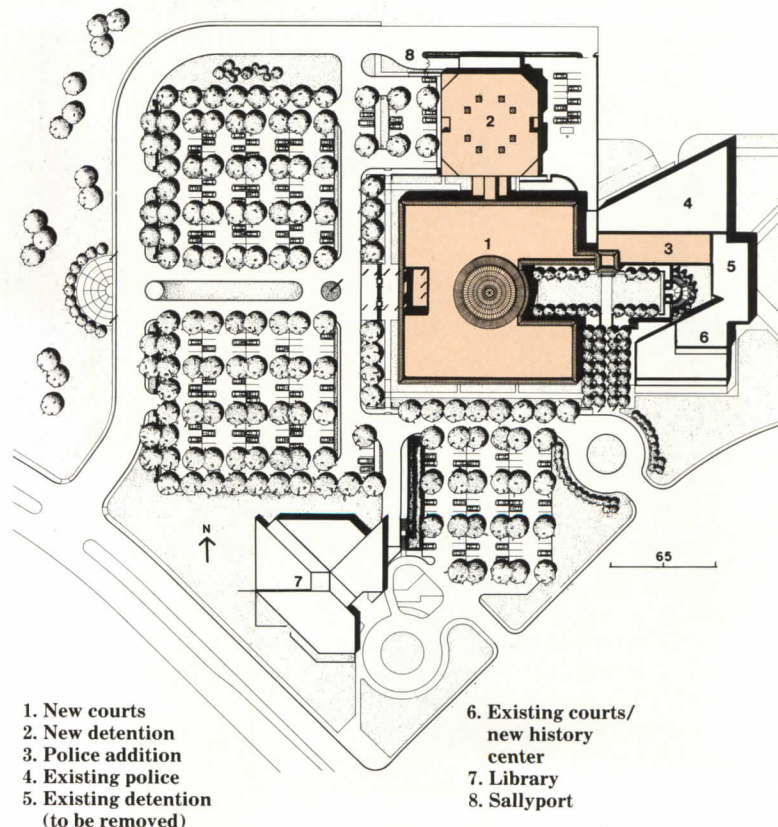 8
2
4
1
3
5
6
N
65
7
1. New courts
2. New detention
3. Police addition
4. Existing police
5. Existing detention
(to be removed)
6. Existing courts/
new history
center
7. Library
8. Sallyport